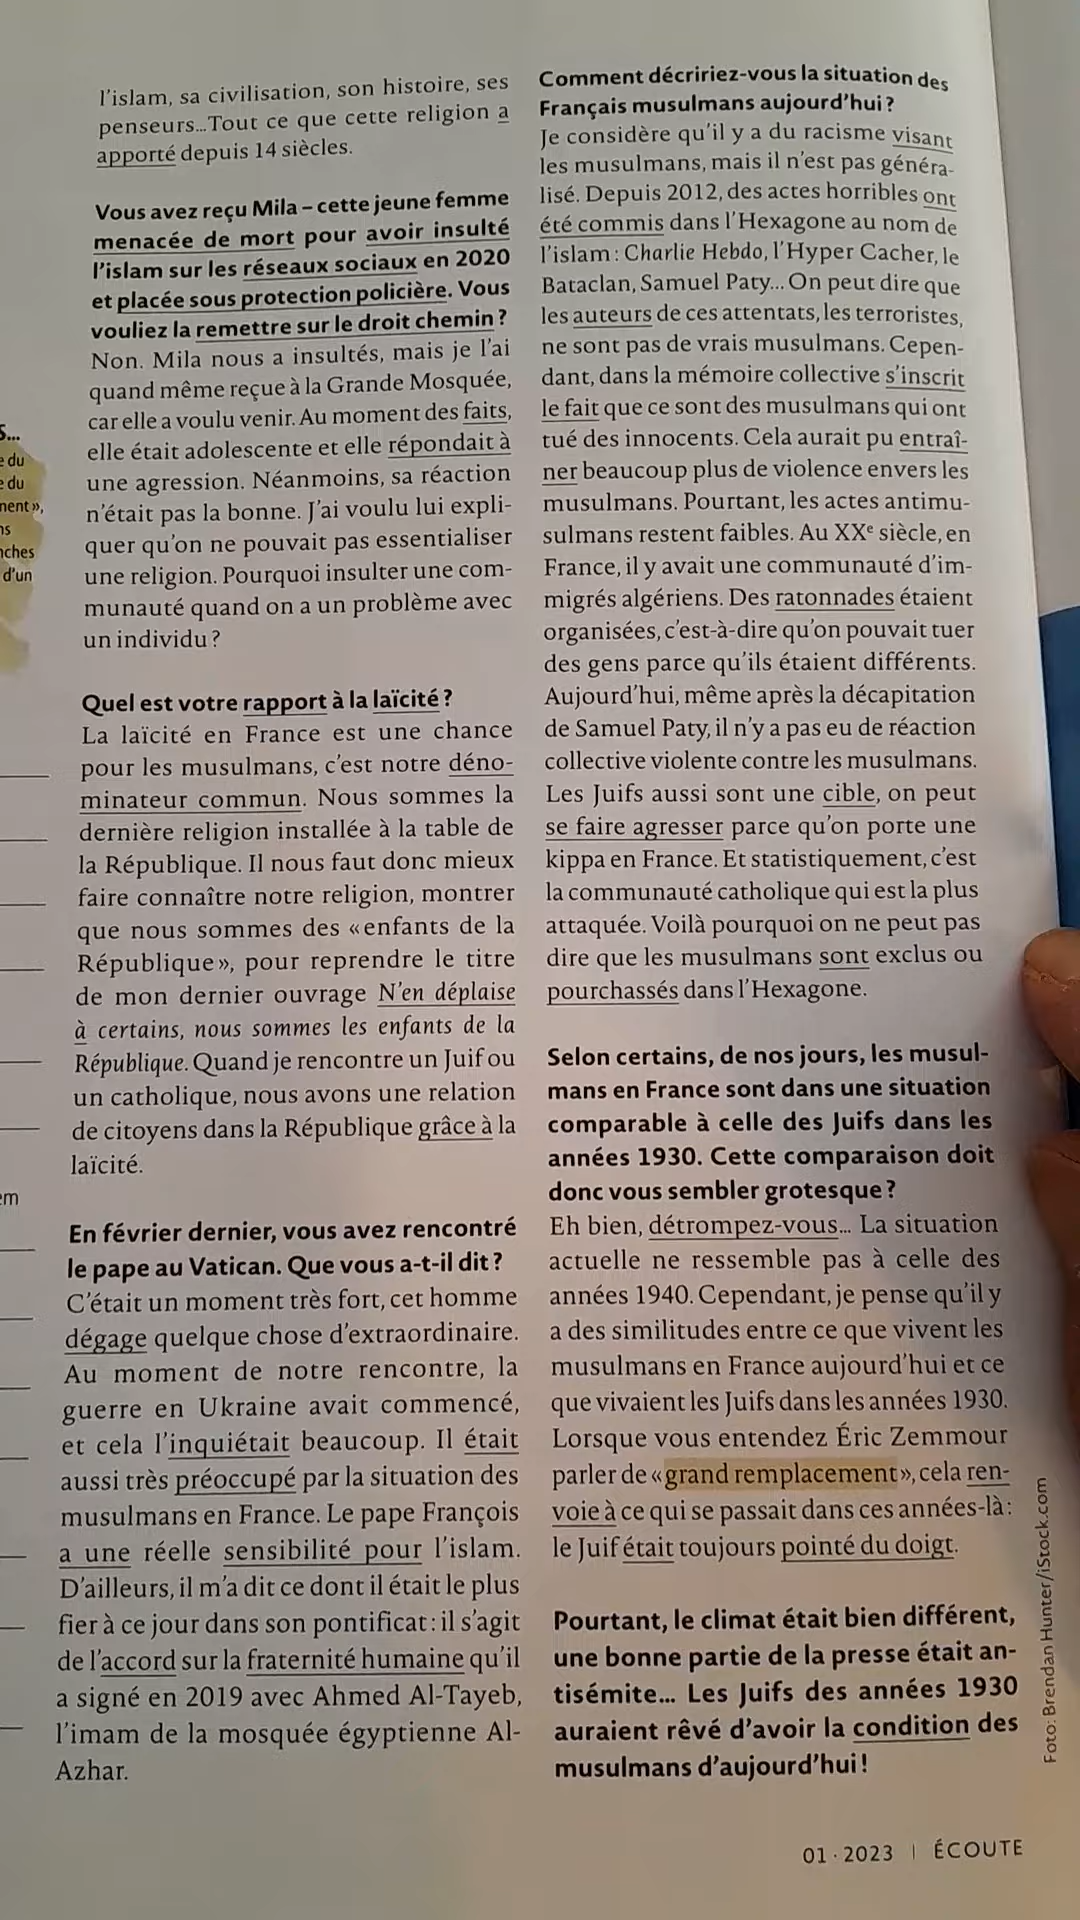 l'islam, sa civilisation, son histoire, ses
penseurs…Tout ce que cette religion a
apporté depuis 14 siècles.
Vous avez reçu Mila – cette jeune femme
menacée de mort pour avoir insulté
l'islam sur les réseaux sociaux en 2020
et placée sous protection policière. Vous
vouliez la remettre sur le droit chemin ?
Non. Mila nous a insultés, mais je l'ai
quand même reçue à la Grande Mosquée,
car elle a voulu venir. Au moment des faits,
elle était adolescente et elle répondait à
une agression. Néanmoins, sa réaction
n'était pas la bonne. J'ai voulu lui expli-
quer qu'on ne pouvait pas essentialiser
une religion. Pourquoi insulter une com-
munauté quand on a un problème avec
un individu ?
Quel est votre rapport à la laïcité ?
La laïcité en France est une chance
pour les musulmans, c'est notre déno-
minateur commun. Nous sommes la
dernière religion installée à la table de
la République. Il nous faut donc mieux
faire connaître notre religion, montrer
que nous sommes des «enfants de la
République», pour reprendre le titre
de mon dernier ouvrage N'en déplaise
à certains, nous sommes les enfants de la
République. Quand je rencontre un Juif ou
un catholique, nous avons une relation
de citoyens dans la République grâce à la
laïcité.
En février dernier, vous avez rencontré
le pape au Vatican. Que vous a-t-il dit ?
C'était un moment très fort, cet homme
dégage quelque chose d'extraordinaire.
Au moment de notre rencontre, la
guerre en Ukraine avait commencé,
et cela l'inquiétait beaucoup. Il était
aussi très préoccupé par la situation des
musulmans en France. Le pape François
a une réelle sensibilité pour l'islam.
D'ailleurs, il m'a dit ce dont il était le plus
fier à ce jour dans son pontificat : il s'agit
de l'accord sur la fraternité humaine qu'il
a signé en 2019 avec Ahmed Al-Tayeb,
l'imam de la mosquée égyptienne Al-
Azhar.
Comment décririez-vous la situation des
Français musulmans aujourd'hui ?
Je considère qu'il y a du racisme visant
les musulmans, mais il n'est pas généra-
lisé. Depuis 2012, des actes horribles ont
été commis dans l'Hexagone au nom de
l'islam : Charlie Hebdo, l'Hyper Cacher, le
Bataclan, Samuel Paty… On peut dire que
les auteurs de ces attentats, les terroristes,
ne sont pas de vrais musulmans. Cepen-
dant, dans la mémoire collective s'inscrit
le fait que ce sont des musulmans qui ont
tué des innocents. Cela aurait pu entraî-
ner beaucoup plus de violence envers les
musulmans. Pourtant, les actes antimu-
sulmans restent faibles. Au XXe siècle, en
France, il y avait une communauté d'im-
migrés algériens. Des ratonnades étaient
organisées, c'est-à-dire qu'on pouvait tuer
des gens parce qu'ils étaient différents.
Aujourd'hui, même après la décapitation
de Samuel Paty, il n'y a pas eu de réaction
collective violente contre les musulmans.
Les Juifs aussi sont une cible, on peut
se faire agresser parce qu'on porte une
kippa en France. Et statistiquement, c'est
la communauté catholique qui est la plus
attaquée. Voilà pourquoi on ne peut pas
dire que les musulmans sont exclus ou
pourchassés dans l'Hexagone.
Selon certains, de nos jours, les musul-
mans en France sont dans une situation
comparable à celle des Juifs dans les
années 1930. Cette comparaison doit
donc vous sembler grotesque ?
Eh bien, détrompez-vous… La situation
actuelle ne ressemble pas à celle des
années 1940. Cependant, je pense qu'il y
a des similitudes entre ce que vivent les
musulmans en France aujourd'hui et ce
que vivaient les Juifs dans les années 1930.
Lorsque vous entendez Éric Zemmour
parler de «grand remplacement», cela ren-
voie à ce qui se passait dans ces années-là :
le Juif était toujours pointé du doigt.
Pourtant, le climat était bien différent,
une bonne partie de la presse était an-
tisémite… Les Juifs des années 1930
auraient rêvé d'avoir la condition des
musulmans d'aujourd'hui !
Foto: Brendan Hunter/iStock.com
01 · 2023 | ÉCOUTE